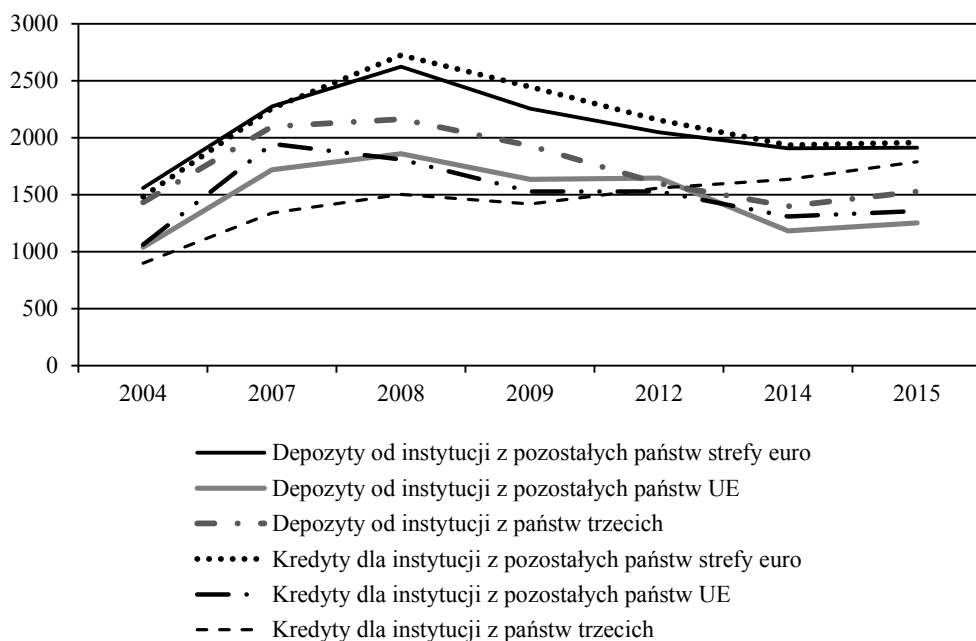 3000
2500
2000
1500
1000
500
0
2004 2007 2008 2009 2012 2014 2015
Depozyty od instytucji z pozostałych państw strefy euro
Depozyty od instytucji z pozostałych państw UE
Depozyty od instytucji z państw trzecich
Kredyty dla instytucji z pozostałych państw strefy euro
Kredyty dla instytucji z pozostałych państw UE
Kredyty dla instytucji z państw trzecich